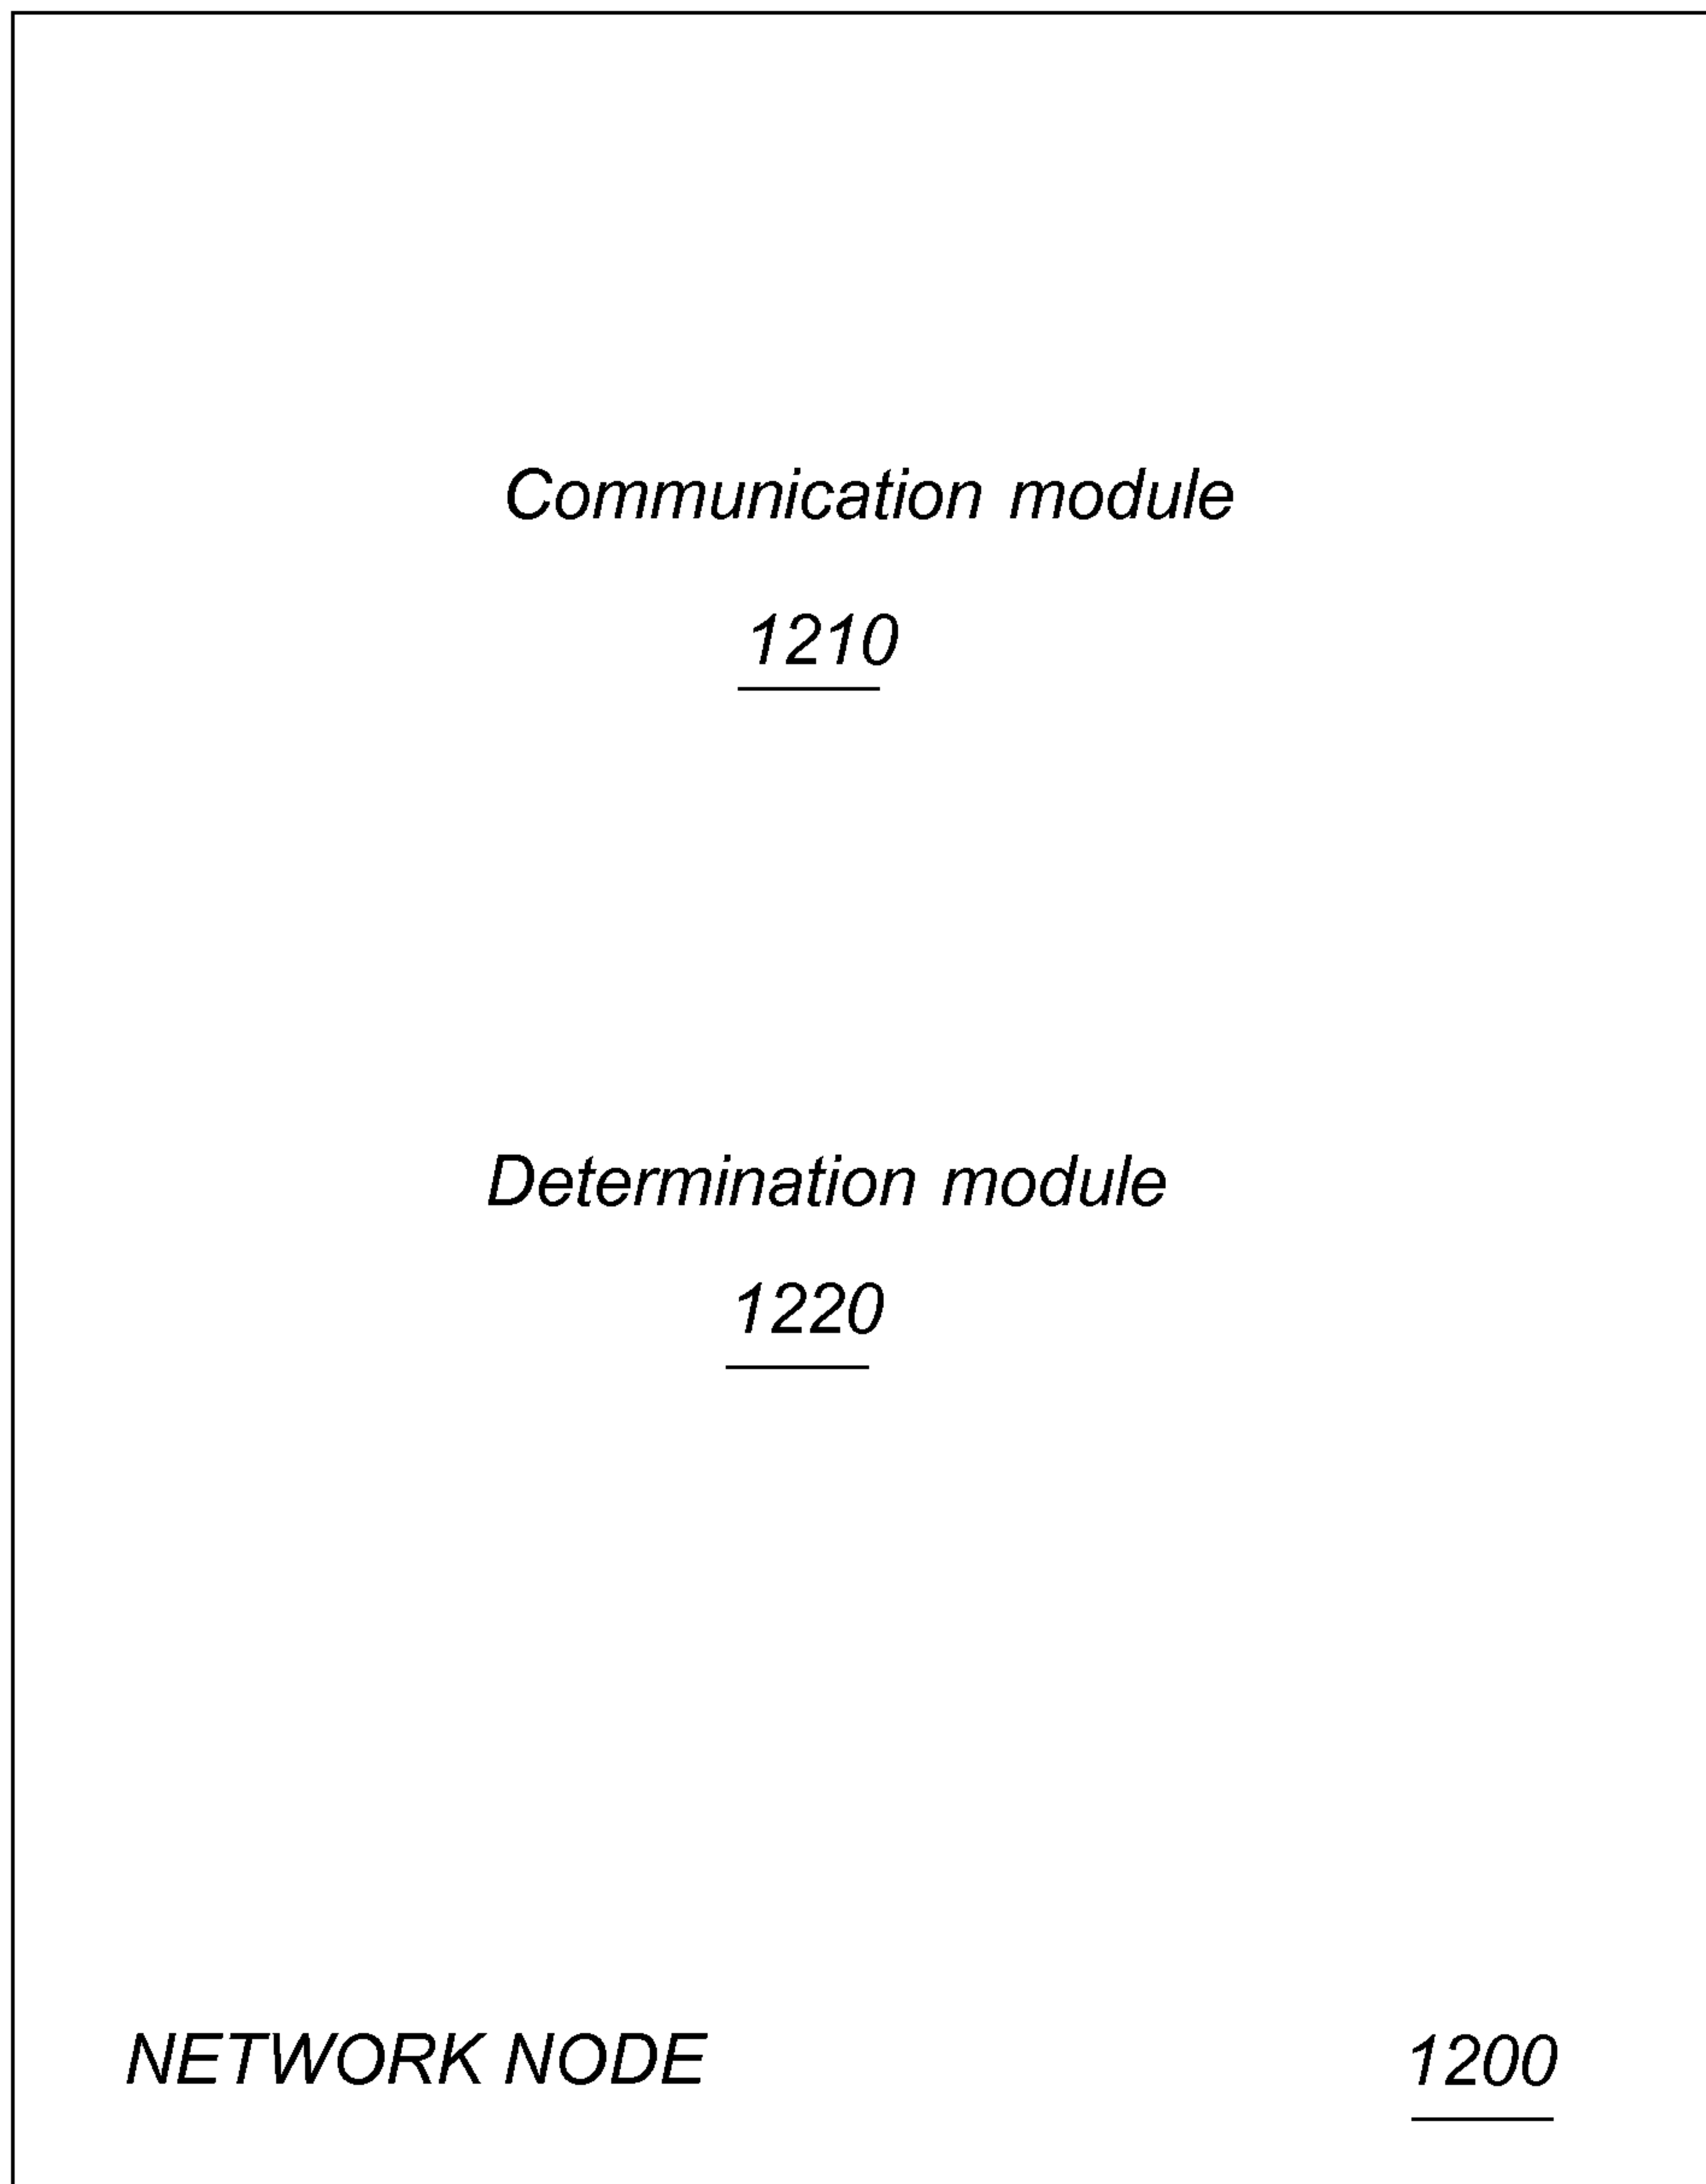 Communication module
1210
Determination module
1220
NETWORK NODE 1200